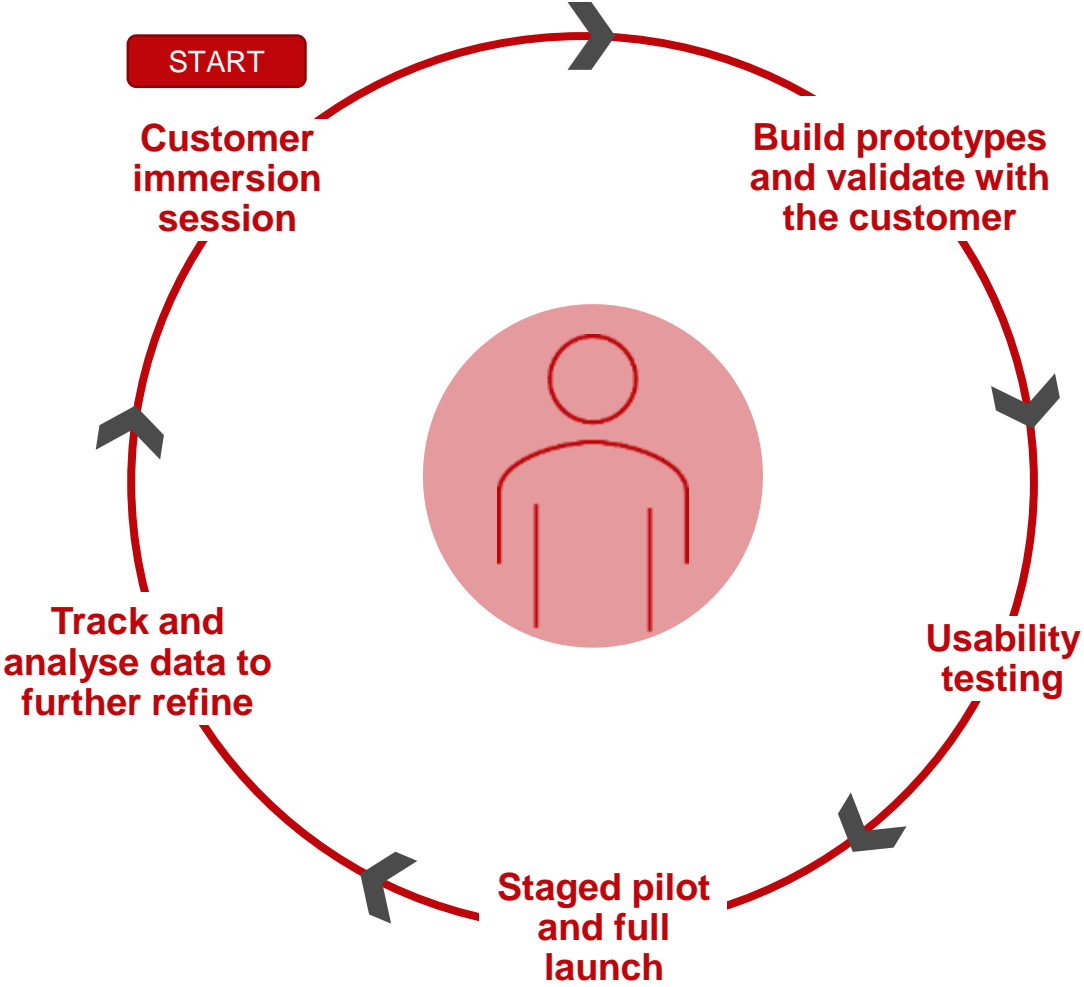 START
Customer
immersion
session
Build prototypes
and validate with
the customer
Usability
testing
Staged pilot
and full
launch
Track and
analyse data to
further refine